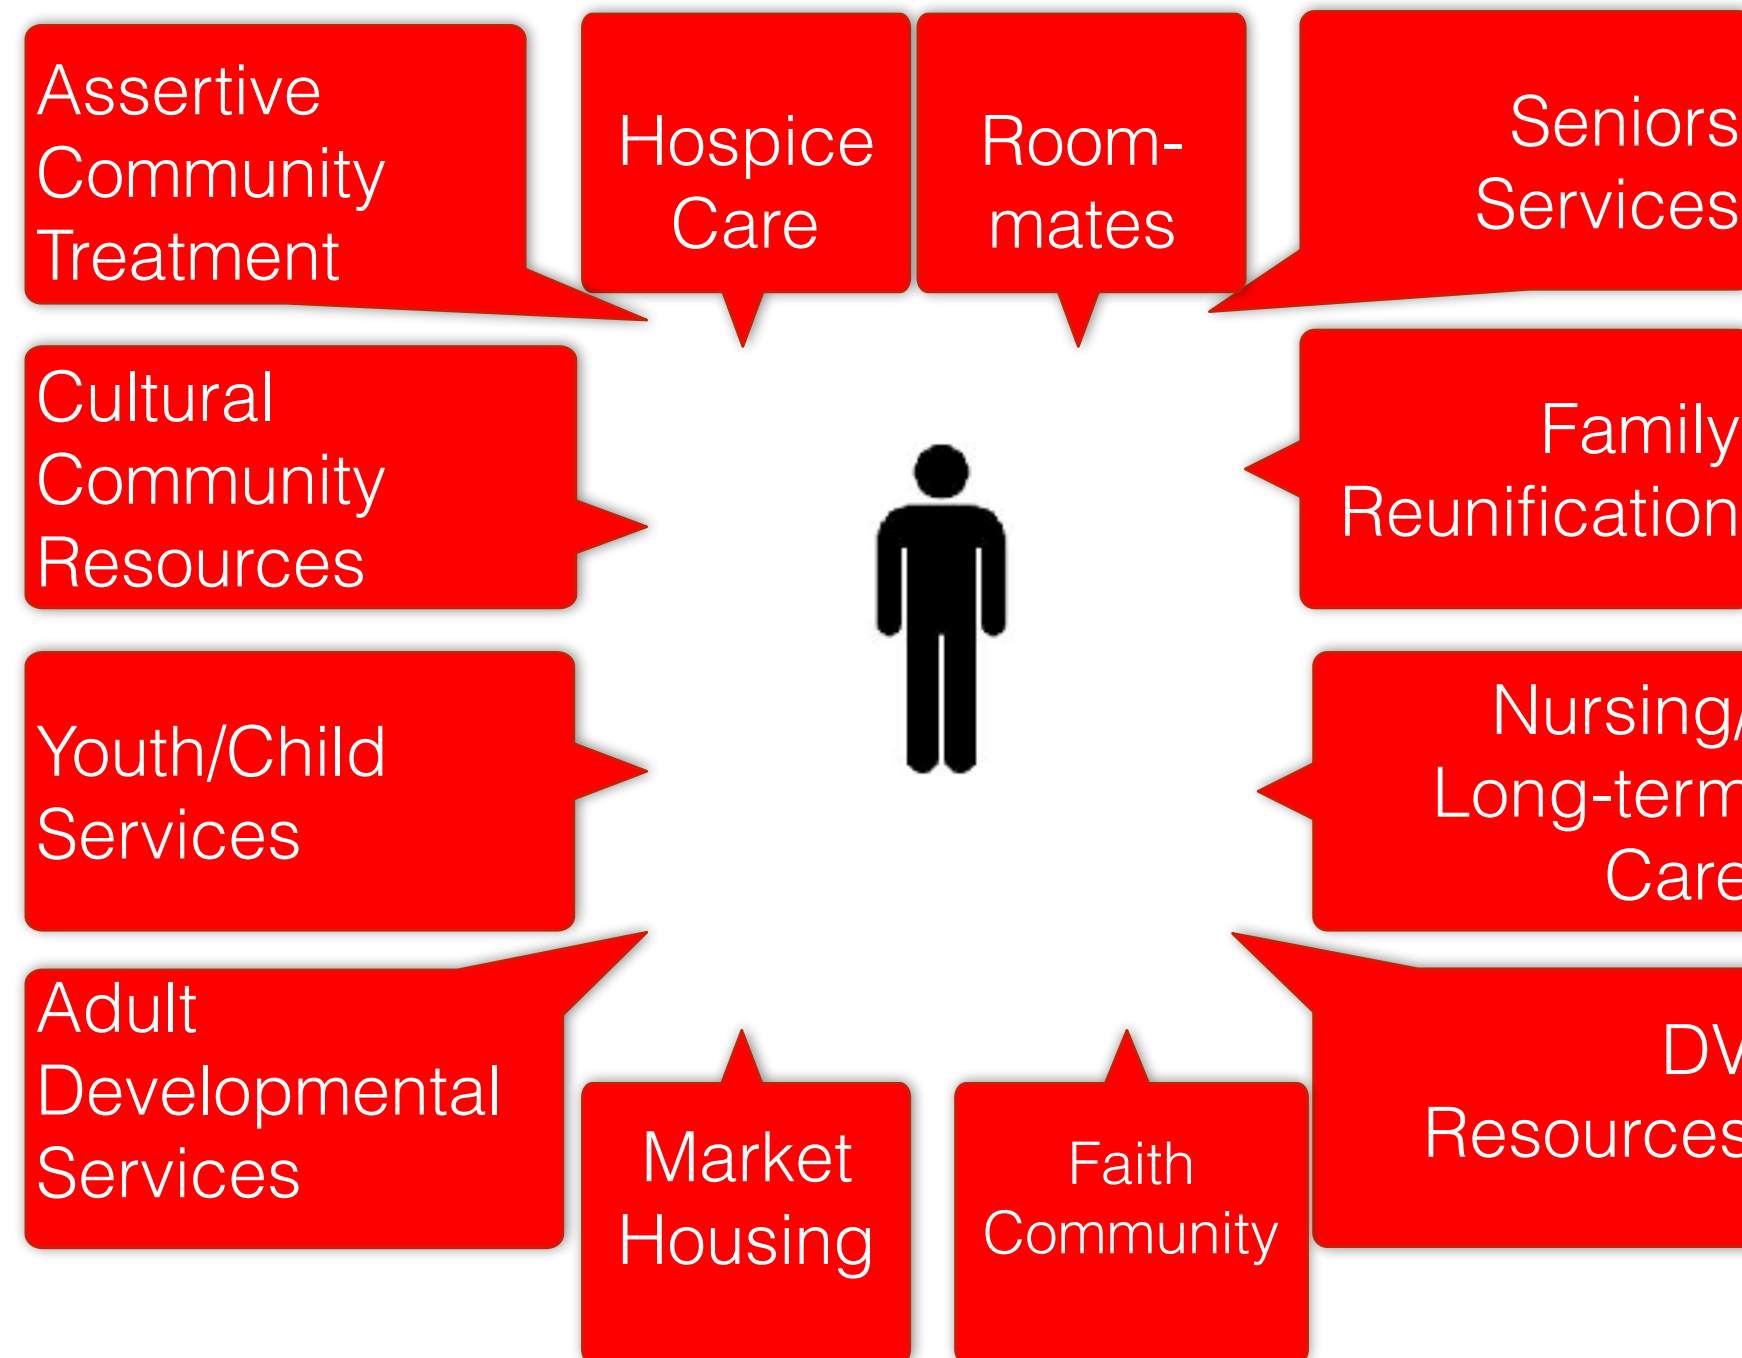 Assertive
Community
Treatment
Hospice
Care
Room-
mates
Seniors
Services
Cultural
Community
Resources
Family
Reunification
Youth/Child
Services
Nursing/
Long-term
Care
Adult
Developmental
Services
Market
Housing
Faith
Community
DV
Resources